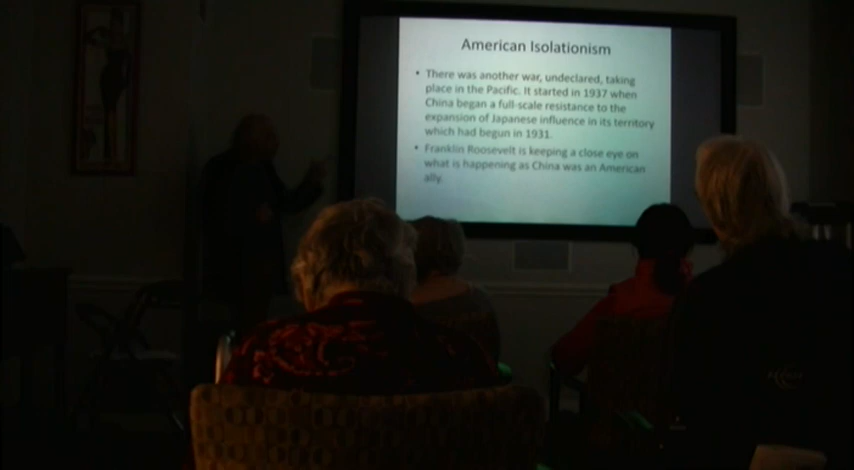 American Isolationism
• There was another war, undeclared, taking
place in the Pacific. It started in 1937 when
China began a full-scale resistance to the
expansion of Japanese influence in its territory
which had begun in 1931.
• Franklin Roosevelt is keeping a close eye on
what is happening as China was an American
ally.